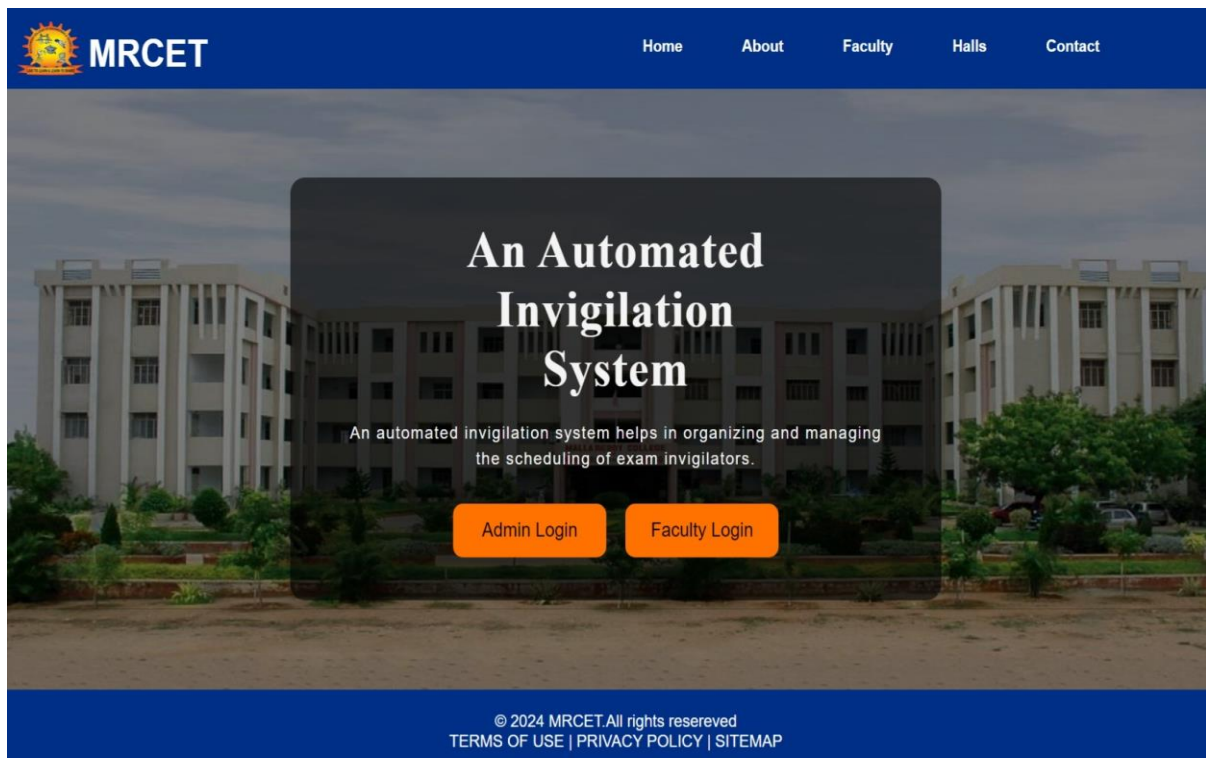 MRCET
Home About Faculty Halls Contact
An Automated
Invigilation
System
An automated invigilation system helps in organizing and managing
the scheduling of exam invigilators.
Admin Login Faculty Login
© 2024 MRCET.All rights resereved
TERMS OF USE | PRIVACY POLICY | SITEMAP